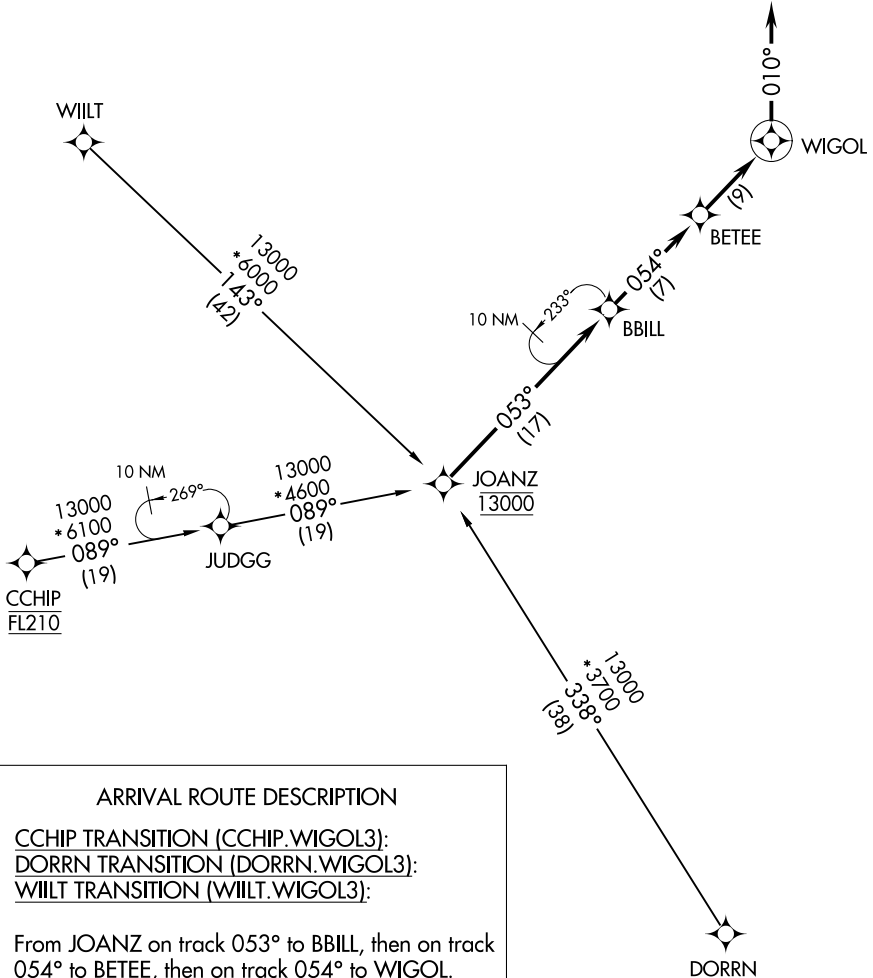 010°
WIILT
WIGOL
(9)
BETEE
13000
*6000
143°
(42)
054°
(7)
10 NM
233°
BBILL
053°
(17)
10 NM
269°
13000
*4600
089°
(19)
JOANZ
13000
13000
*6100
089°
(19)
JUDGG
CCHIP
FL210
13000
*3700
338°
(38)
ARRIVAL ROUTE DESCRIPTION
CCHIP TRANSITION (CCHIP.WIGOL3):
DORRN TRANSITION (DORRN.WIGOL3):
WIILT TRANSITION (WIILT.WIGOL3):
From JOANZ on track 053° to BBILL, then on track
054° to BETEE, then on track 054° to WIGOL.
DORRN